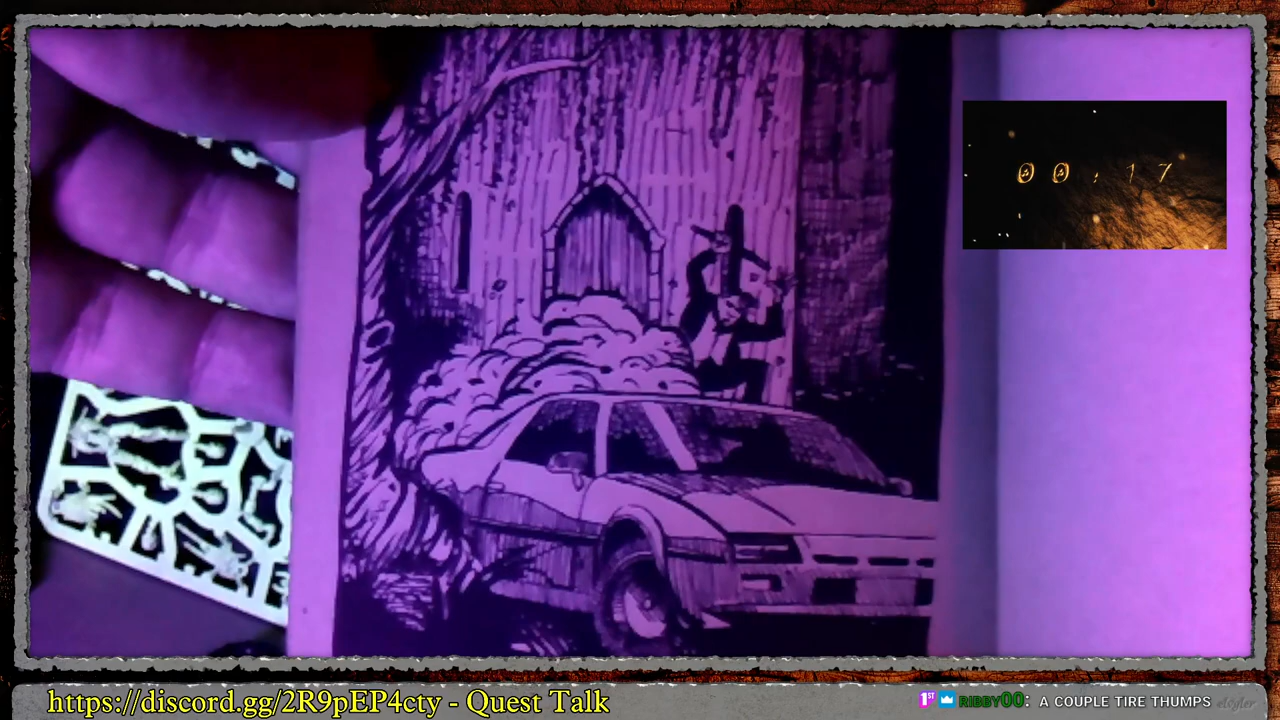 00:17
https://discord.gg/2R9pEP4cty - Quest Talk
1ST RIBBY00: A COUPLE TIRE THUMPS